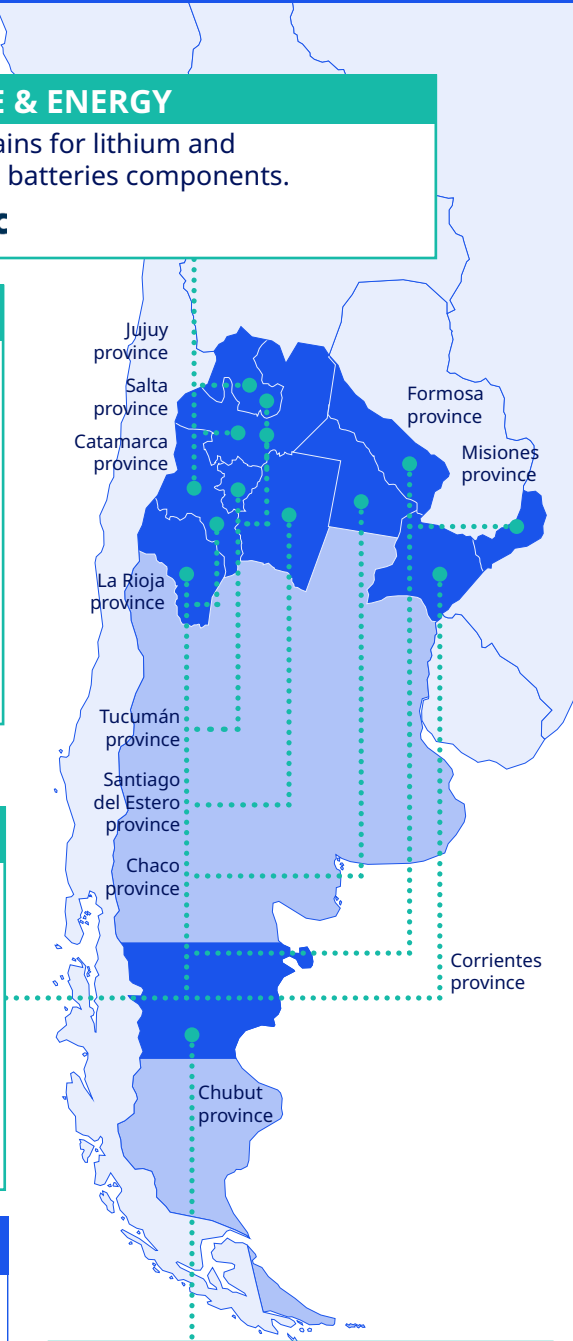 & ENERGY
for lithium and
batteries components.
Jujuy
province
Salta
province
Catamarca
province
Formosa
province
Misiones
province
La Rioja
province
Tucumán
province
Santiago
del Estero
province
Chaco
province
Corrientes
province
Chubut
province